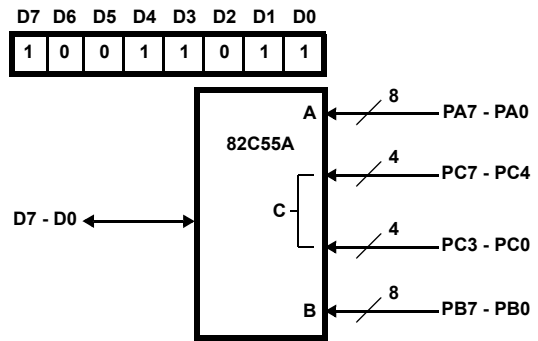 D7 D6 D5 D4 D3 D2 D1 D0
1 0 0 1 1 0 1 1
8
A PA7 - PA0
82C55A
4
PC7 - PC4
C
D7 - D0
4
PC3 - PC0
8
B PB7 - PB0